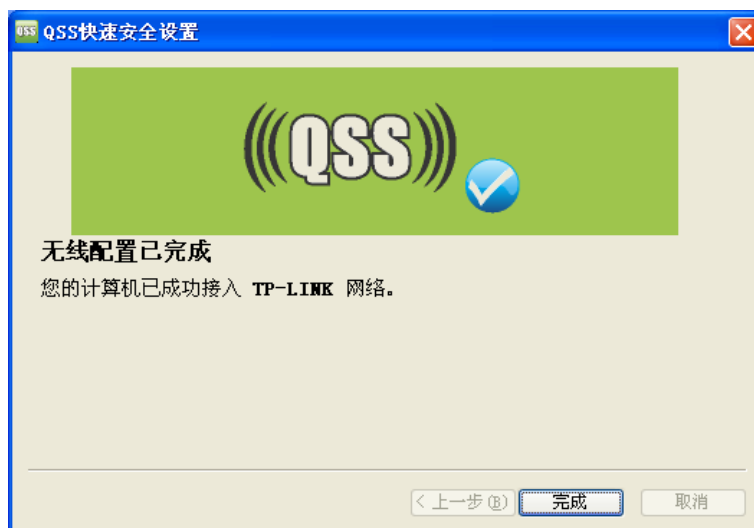 QSS QSS快速安全设置
(((QSS)))
无线配置已完成
您的计算机已成功接入 TP-LINK 网络。
< 上一步(B) 完成 取消